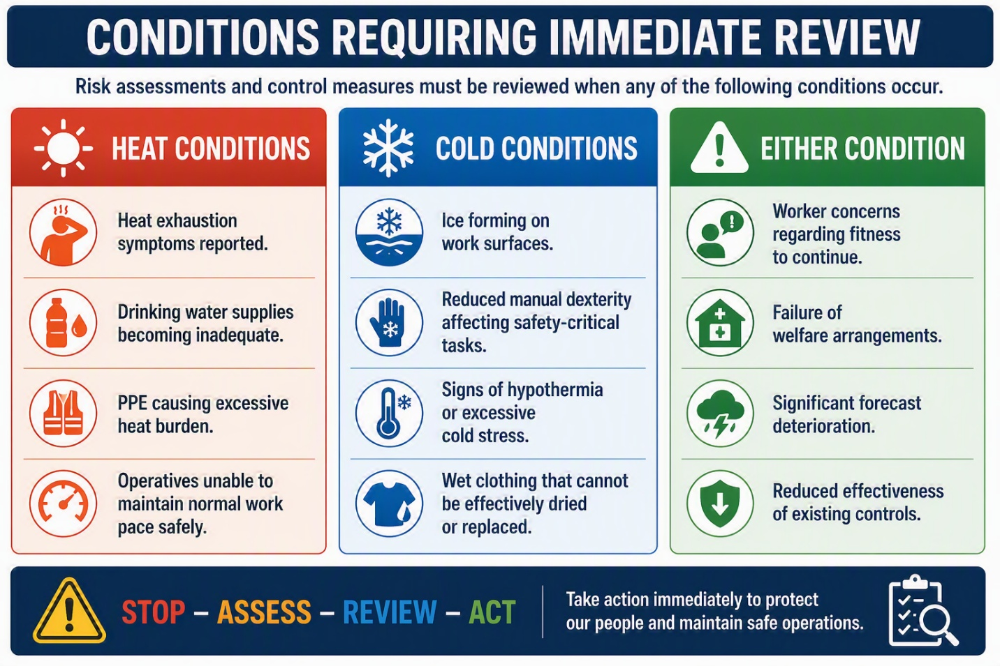 CONDITIONS REQUIRING IMMEDIATE REVIEW
Risk assessments and control measures must be reviewed when any of the following conditions occur.
HEAT CONDITIONS
Heat exhaustion
symptoms reported.
Drinking water supplies
becoming inadequate.
PPE causing excessive
heat burden.
Operatives unable to
maintain normal work
pace safely.
COLD CONDITIONS
Ice forming on
work surfaces.
Reduced manual dexterity
affecting safety-critical
tasks.
Signs of hypothermia
or excessive
cold stress.
Wet clothing that cannot
be effectively dried
or replaced.
EITHER CONDITION
Worker concerns
regarding fitness
to continue.
Failure of
welfare arrangements.
Significant forecast
deterioration.
Reduced effectiveness
of existing controls.
STOP – ASSESS – REVIEW – ACT
Take action immediately to protect
our people and maintain safe operations.